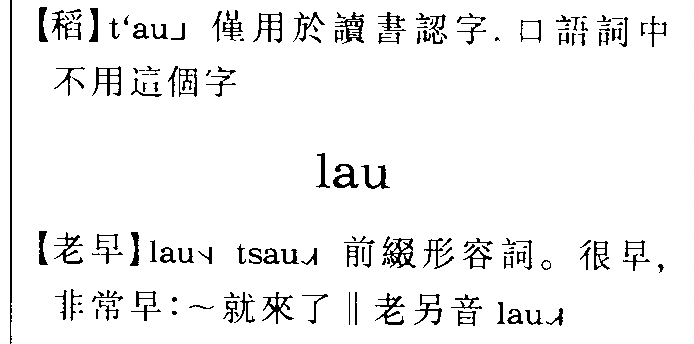 【稻】t‘au˩ 僅用於讀書認字．口語詞中
不用這個字
lau
【老早】lau˥˧ tsau˨˦ 前綴形容詞。很早，
非常早：～就來了‖老另音 lau˨˦